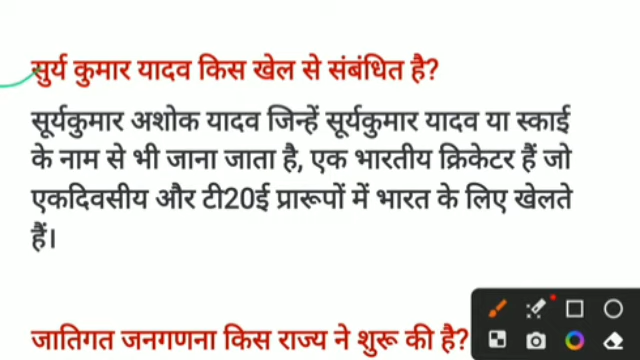 सुर्य कुमार यादव किस खेल से संबंधित है?
सूर्यकुमार अशोक यादव जिन्हें सूर्यकुमार यादव या स्काई
के नाम से भी जाना जाता है, एक भारतीय क्रिकेटर हैं जो
एकदिवसीय और टी20ई प्रारूपों में भारत के लिए खेलते
हैं।
जातिगत जनगणना किस राज्य ने शुरू की है?